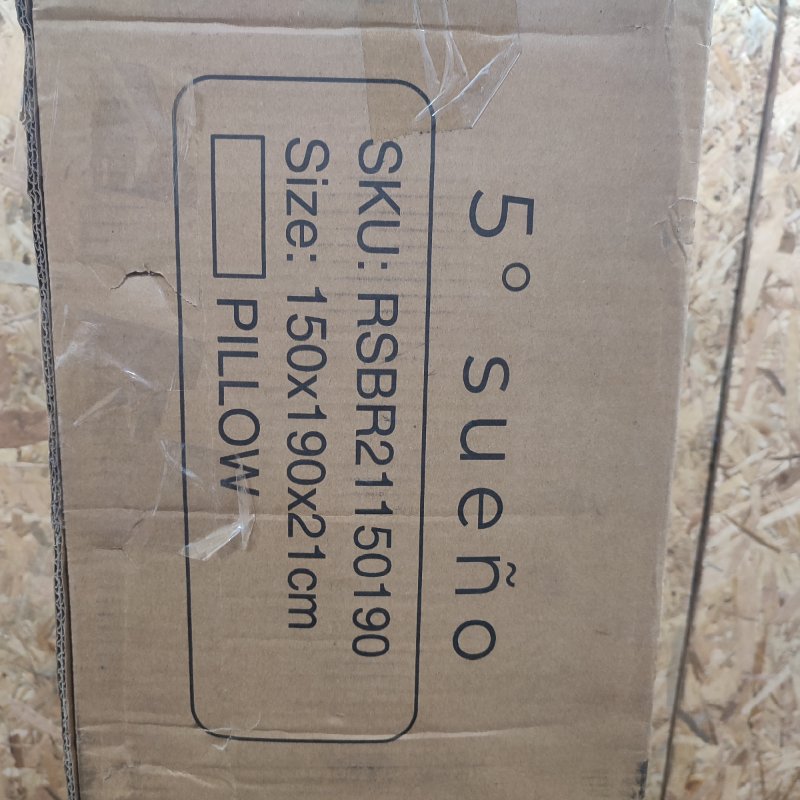 5° sueño
SKU: RSBR21150190
Size: 150x190x21cm
PILLOW